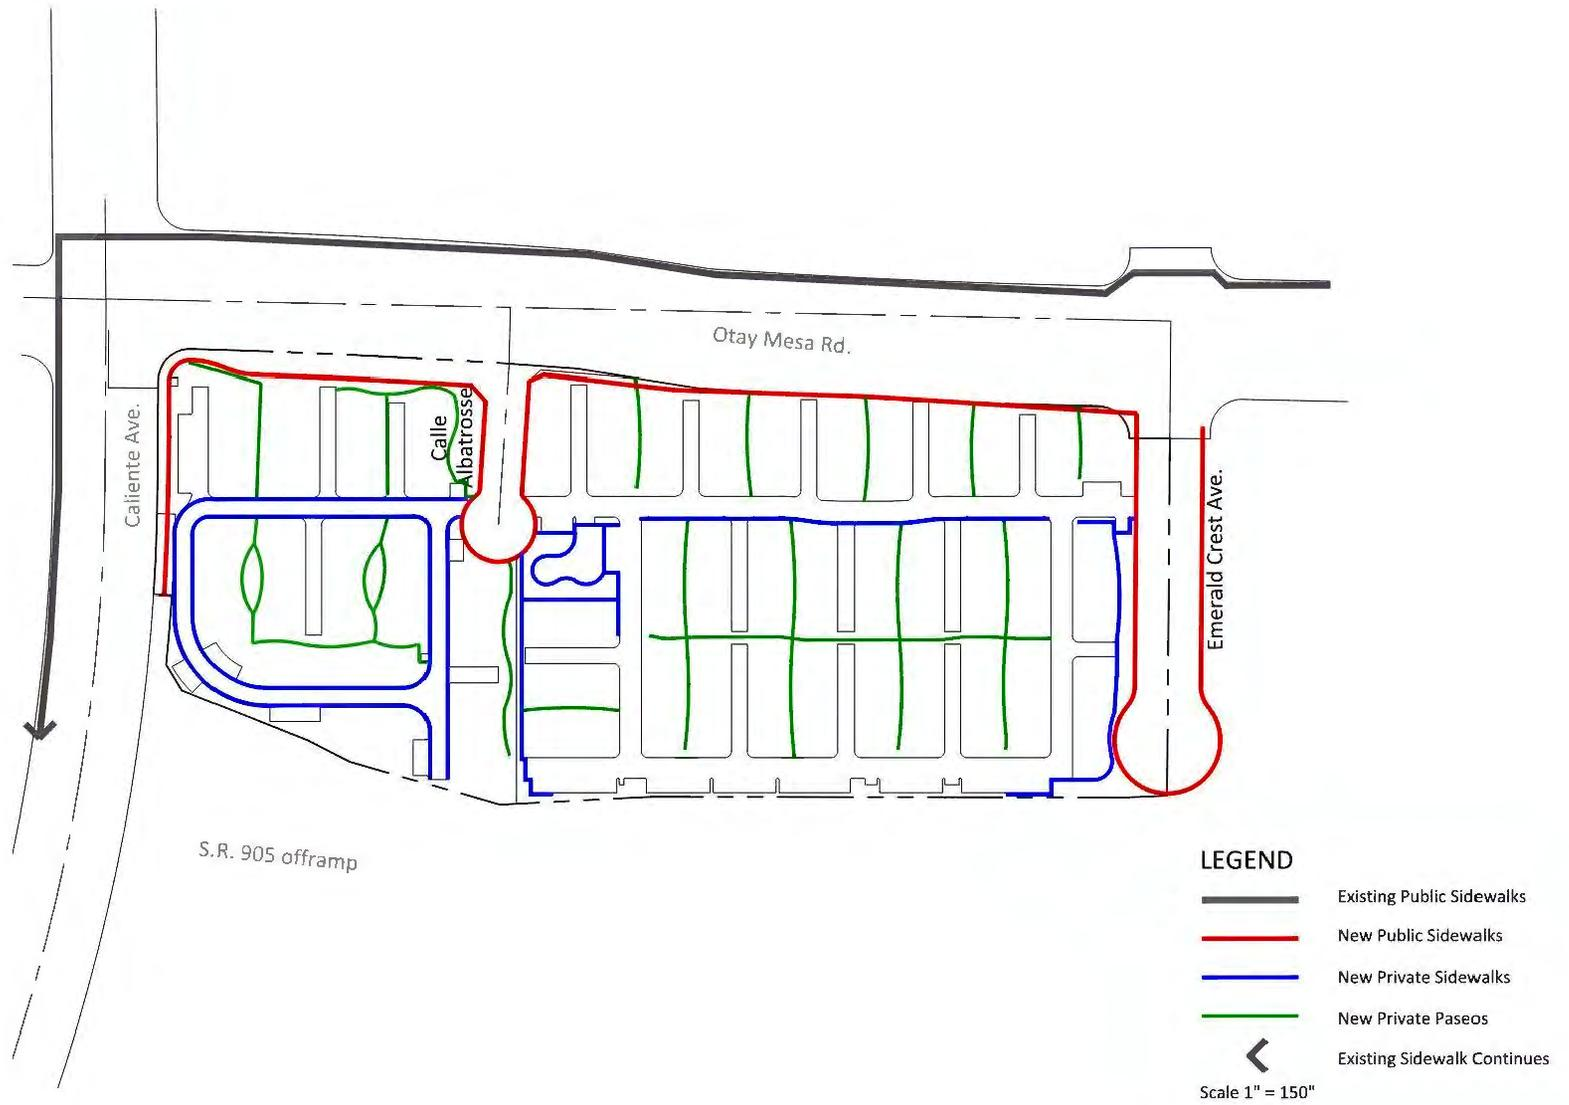 Otay Mesa Rd.
Caliente Ave.
Calle
Albatrosse
Emerald Crest Ave.
S.R. 905 offramp
LEGEND
Existing Public Sidewalks
New Public Sidewalks
New Private Sidewalks
New Private Paseos
Existing Sidewalk Continues
Scale 1" = 150"